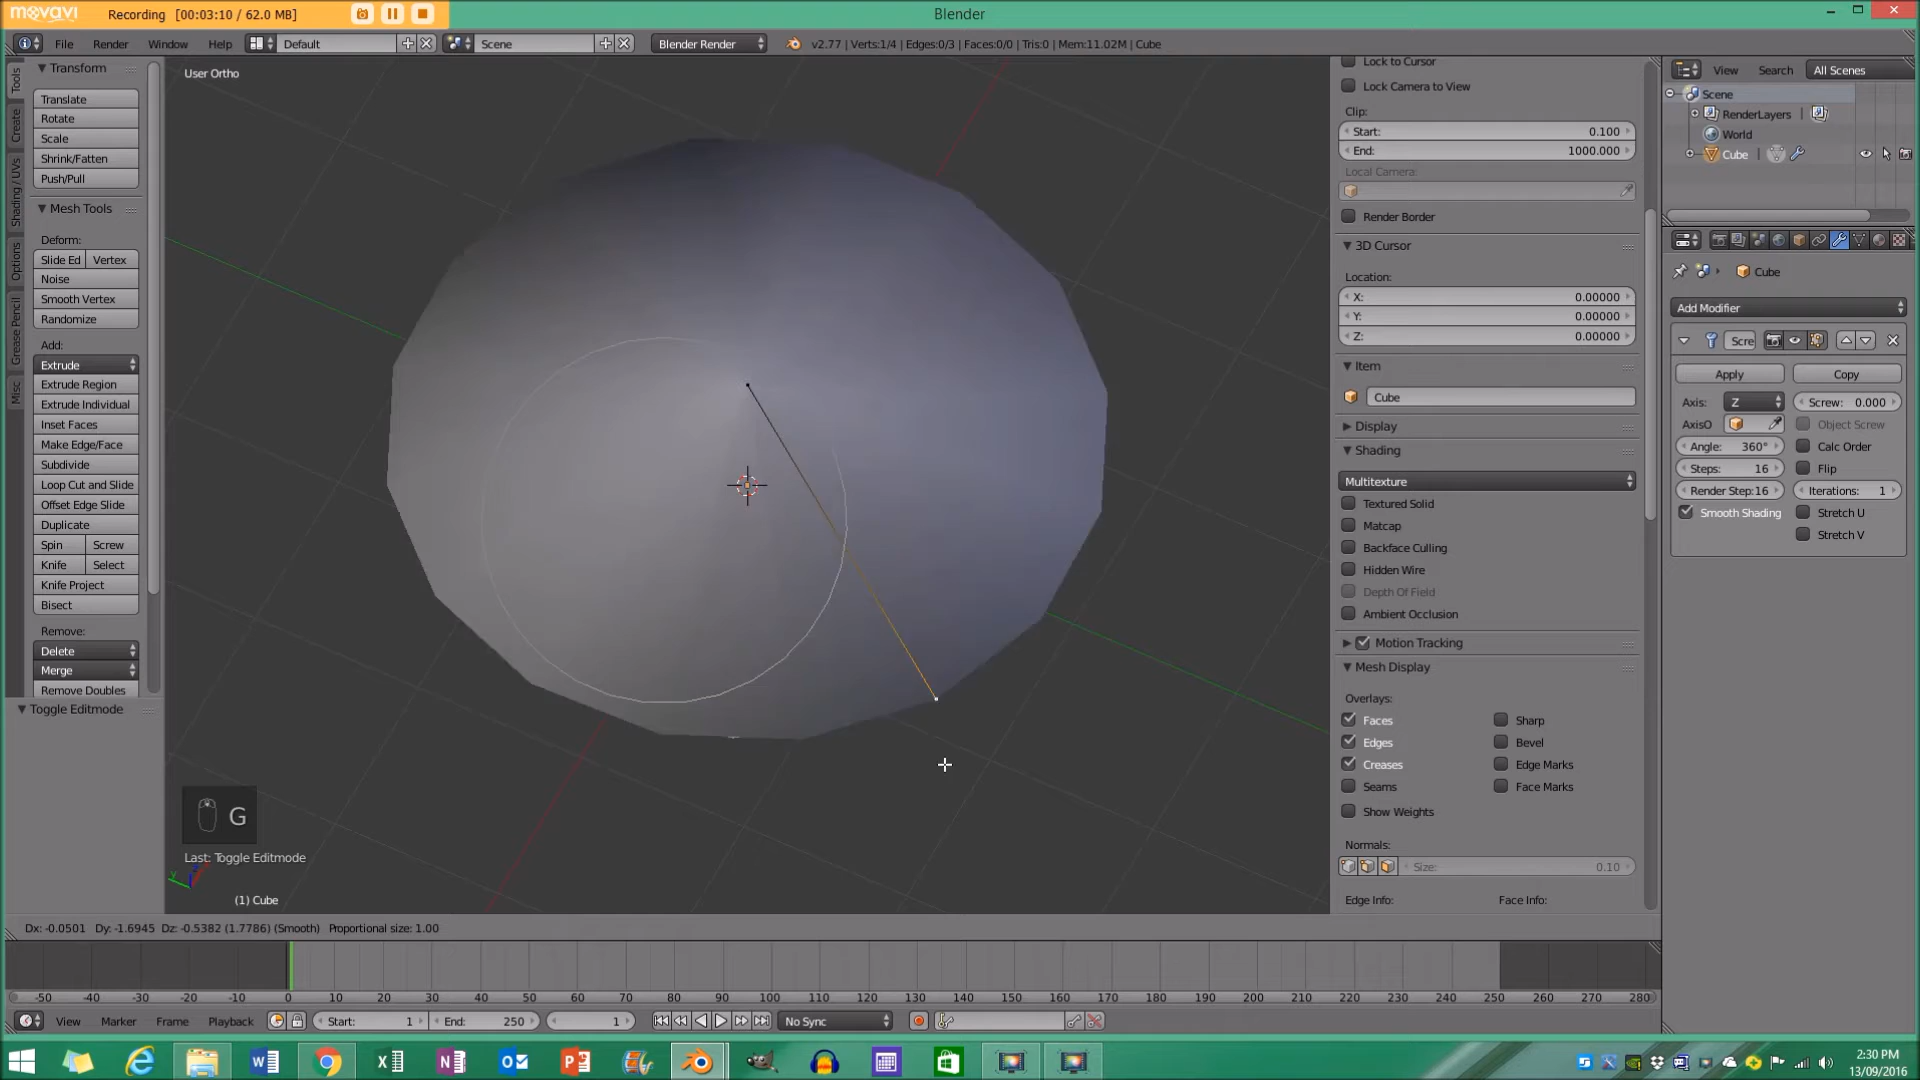 movavi Recording [00:03:10 / 62.0 MB] Blender
File Render Window Help Default Scene Blender Render v2.77 | Verts:1/4 | Edges:0/3 | Faces:0/0 | Tris:0 | Mem:11.02M | Cube
Tools
Create
Shading / UVs
Options
Grease Pencil
Misc
Transform
Translate
Rotate
Scale
Shrink/Fatten
Push/Pull
Mesh Tools
Deform:
Slide Ed Vertex
Noise
Smooth Vertex
Randomize
Add:
Extrude
Extrude Region
Extrude Individual
Inset Faces
Make Edge/Face
Subdivide
Loop Cut and Slide
Offset Edge Slide
Duplicate
Spin Screw
Knife Select
Knife Project
Bisect
Remove:
Delete
Merge
Remove Doubles
Toggle Editmode
User Ortho
G
Last: Toggle Editmode
(1) Cube
Lock to Cursor
Lock Camera to View
Clip:
Start: 0.100
End: 1000.000
Local Camera:
Render Border
3D Cursor
Location:
X: 0.00000
Y: 0.00000
Z: 0.00000
Item
Cube
Display
Shading
Multitexture
Textured Solid
Matcap
Backface Culling
Hidden Wire
Depth Of Field
Ambient Occlusion
Motion Tracking
Mesh Display
Overlays:
Faces Sharp
Edges Bevel
Creases Edge Marks
Seams Face Marks
Show Weights
Normals:
Size: 0.10
Edge Info: Face Info:
View Search All Scenes
Scene
RenderLayers |
World
Cube |
Cube
Add Modifier
Scre
Apply Copy
Axis: Z Screw: 0.000
AxisO Object Screw
Angle: 360° Calc Order
Steps: 16 Flip
Render Step:16 Iterations: 1
Smooth Shading Stretch U
Stretch V
Dx: -0.0501 Dy: -1.6945 Dz: -0.5382 (1.7786) (Smooth) Proportional size: 1.00
-50 -40 -30 -20 -10 0 10 20 30 40 50 60 70 80 90 100 110 120 130 140 150 160 170 180 190 200 210 220 230 240 250 260 270 280
View Marker Frame Playback Start: 1 End: 250 1 No Sync
2:30 PM
13/09/2016